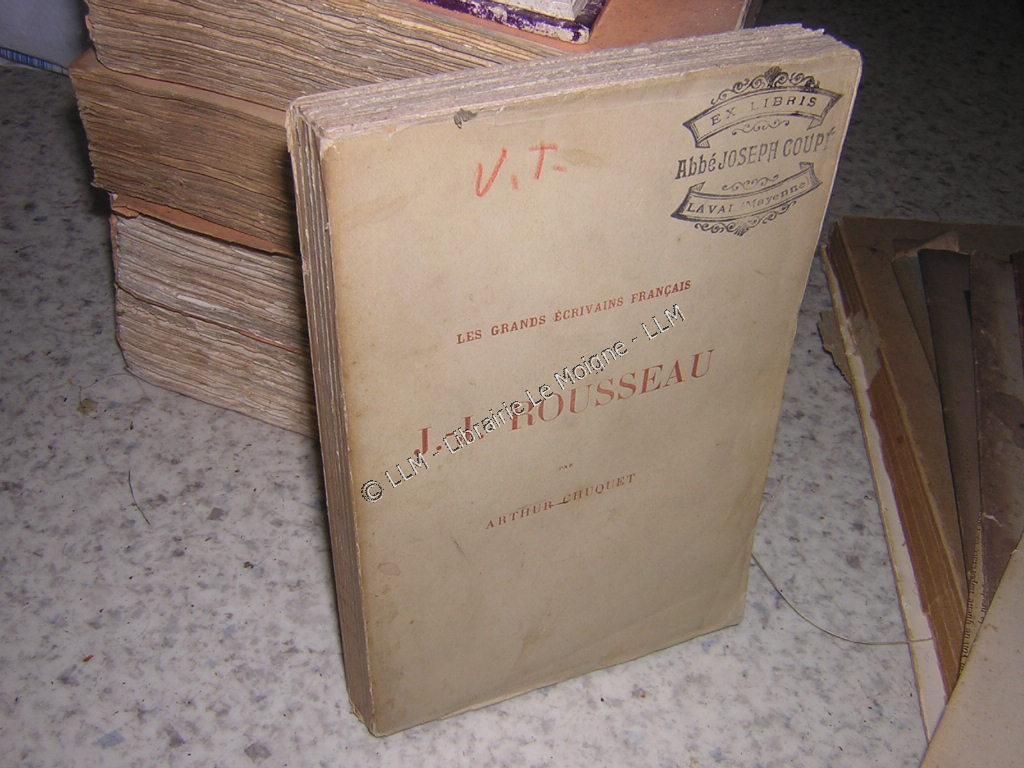 V. T.
EX LIBRIS
Abbé JOSEPH COUPÉ
LAVAL (Mayenne)
LES GRANDS ÉCRIVAINS FRANÇAIS
J.-J. ROUSSEAU
PAR
ARTHUR CHUQUET
© LLM - Librairie Le Moigne - LLM